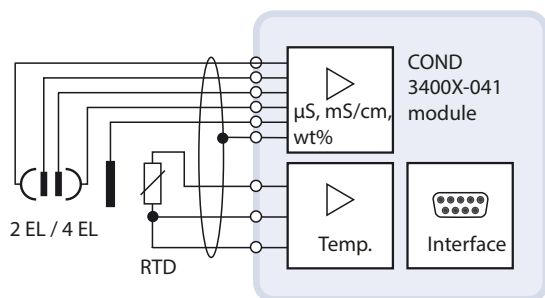 COND
3400X-041
module
µS, mS/cm,
wt%
2 EL / 4 EL
RTD
Temp.
Interface